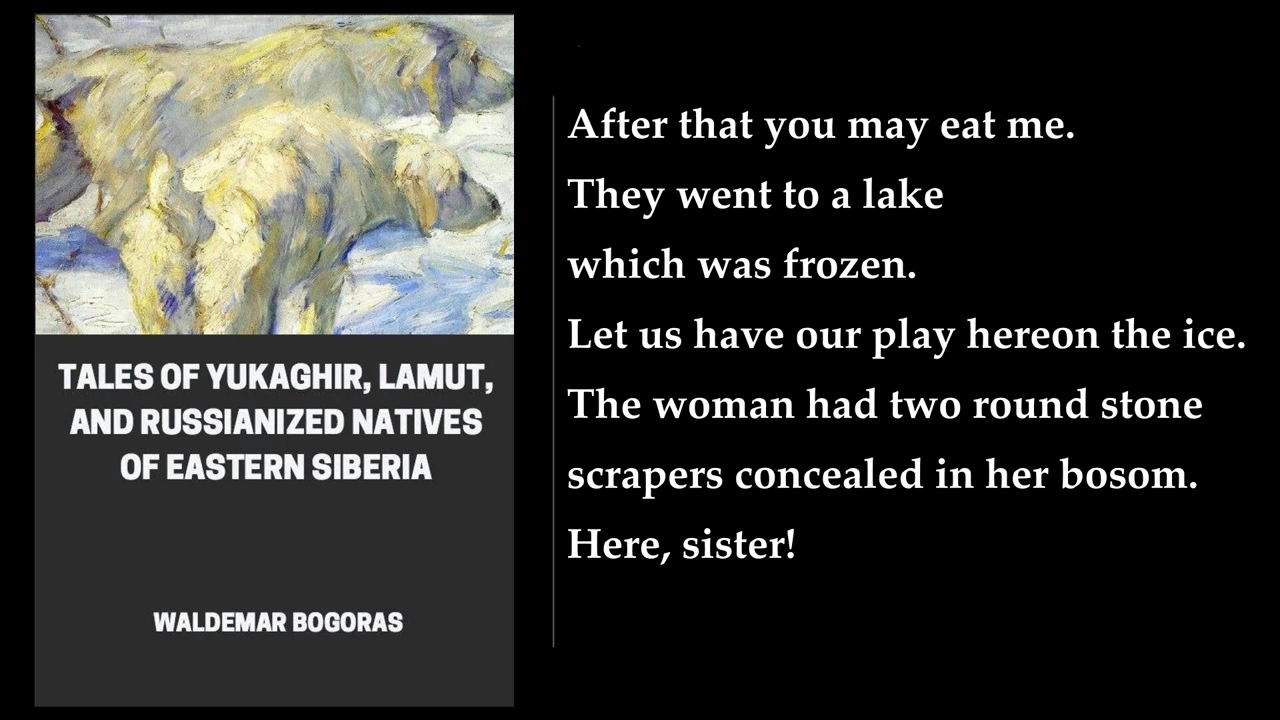 TALES OF YUKAGHIR, LAMUT,
AND RUSSIANIZED NATIVES
OF EASTERN SIBERIA
WALDEMAR BOGORAS
After that you may eat me.
They went to a lake
which was frozen.
Let us have our play hereon the ice.
The woman had two round stone
scrapers concealed in her bosom.
Here, sister!